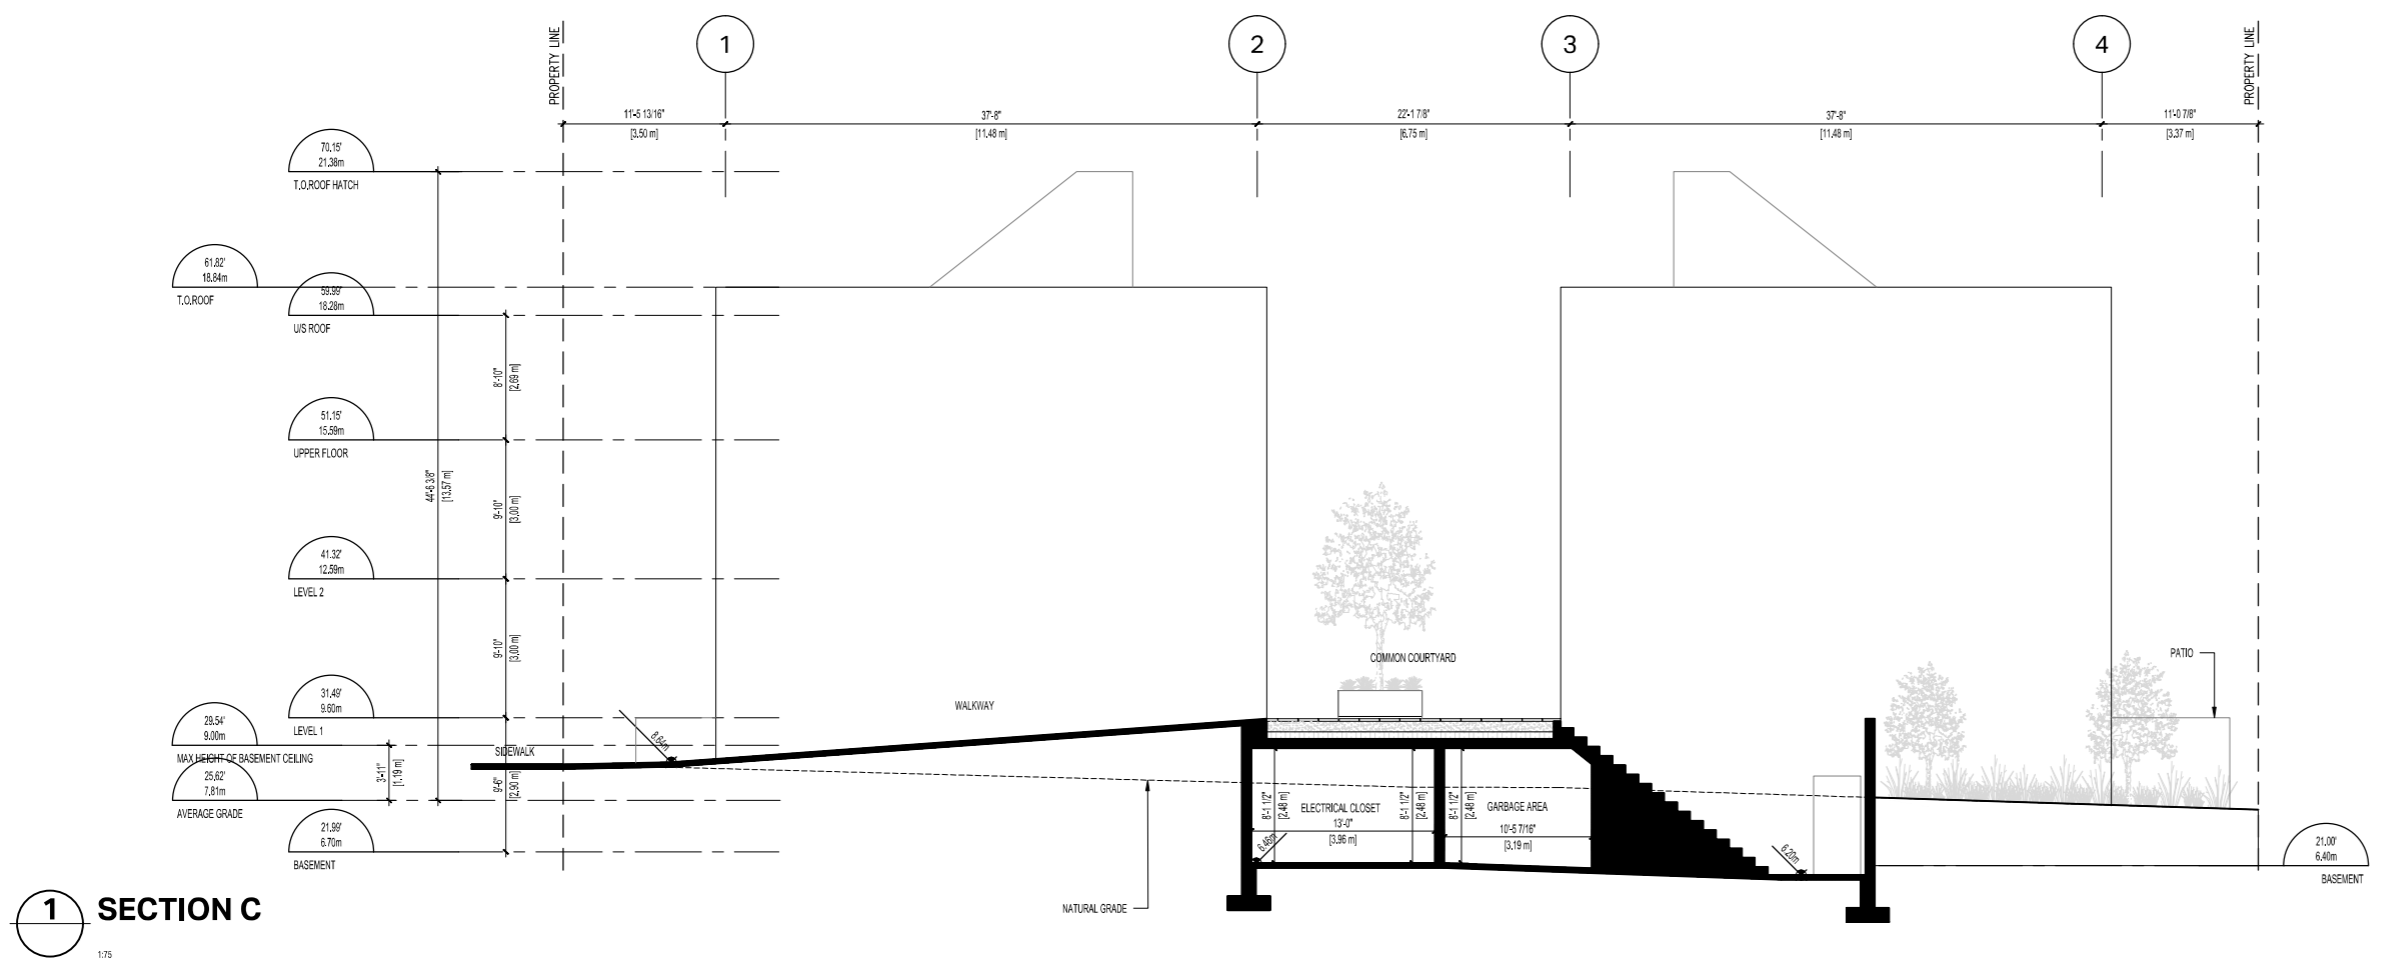 1
2
3
4
PROPERTY LINE
PROPERTY LINE
11'-5 13/16"
[3.50 m]
37'-8"
[11.48 m]
22'-1 7/8"
[6.75 m]
37'-8"
[11.48 m]
11'-0 7/8"
[3.37 m]
70.15'
21.38m
T.O.ROOF HATCH
61.82'
18.84m
T.O.ROOF
59.99'
18.28m
U/S ROOF
8'-10"
[2.69 m]
51.15'
15.59m
UPPER FLOOR
44'-6 3/8"
[13.57 m]
9'-10"
[3.00 m]
41.32'
12.59m
LEVEL 2
9'-10"
[3.00 m]
31.49'
9.60m
LEVEL 1
29.54'
9.00m
MAX HEIGHT OF BASEMENT CEILING
25.62'
7.81m
AVERAGE GRADE
3'-11"
[1.19 m]
9'-6"
[2.90 m]
21.99'
6.70m
BASEMENT
SIDEWALK
8.64m
WALKWAY
COMMON COURTYARD
PATIO
8'-1 1/2"
[2.48 m]
ELECTRICAL CLOSET
13'-0"
[3.96 m]
8'-1 1/2"
[2.48 m]
8'-1 1/2"
[2.48 m]
GARBAGE AREA
10'-5 7/16"
[3.19 m]
6.46m
6.20m
NATURAL GRADE
21.00'
6.40m
BASEMENT
1
SECTION C
1:75